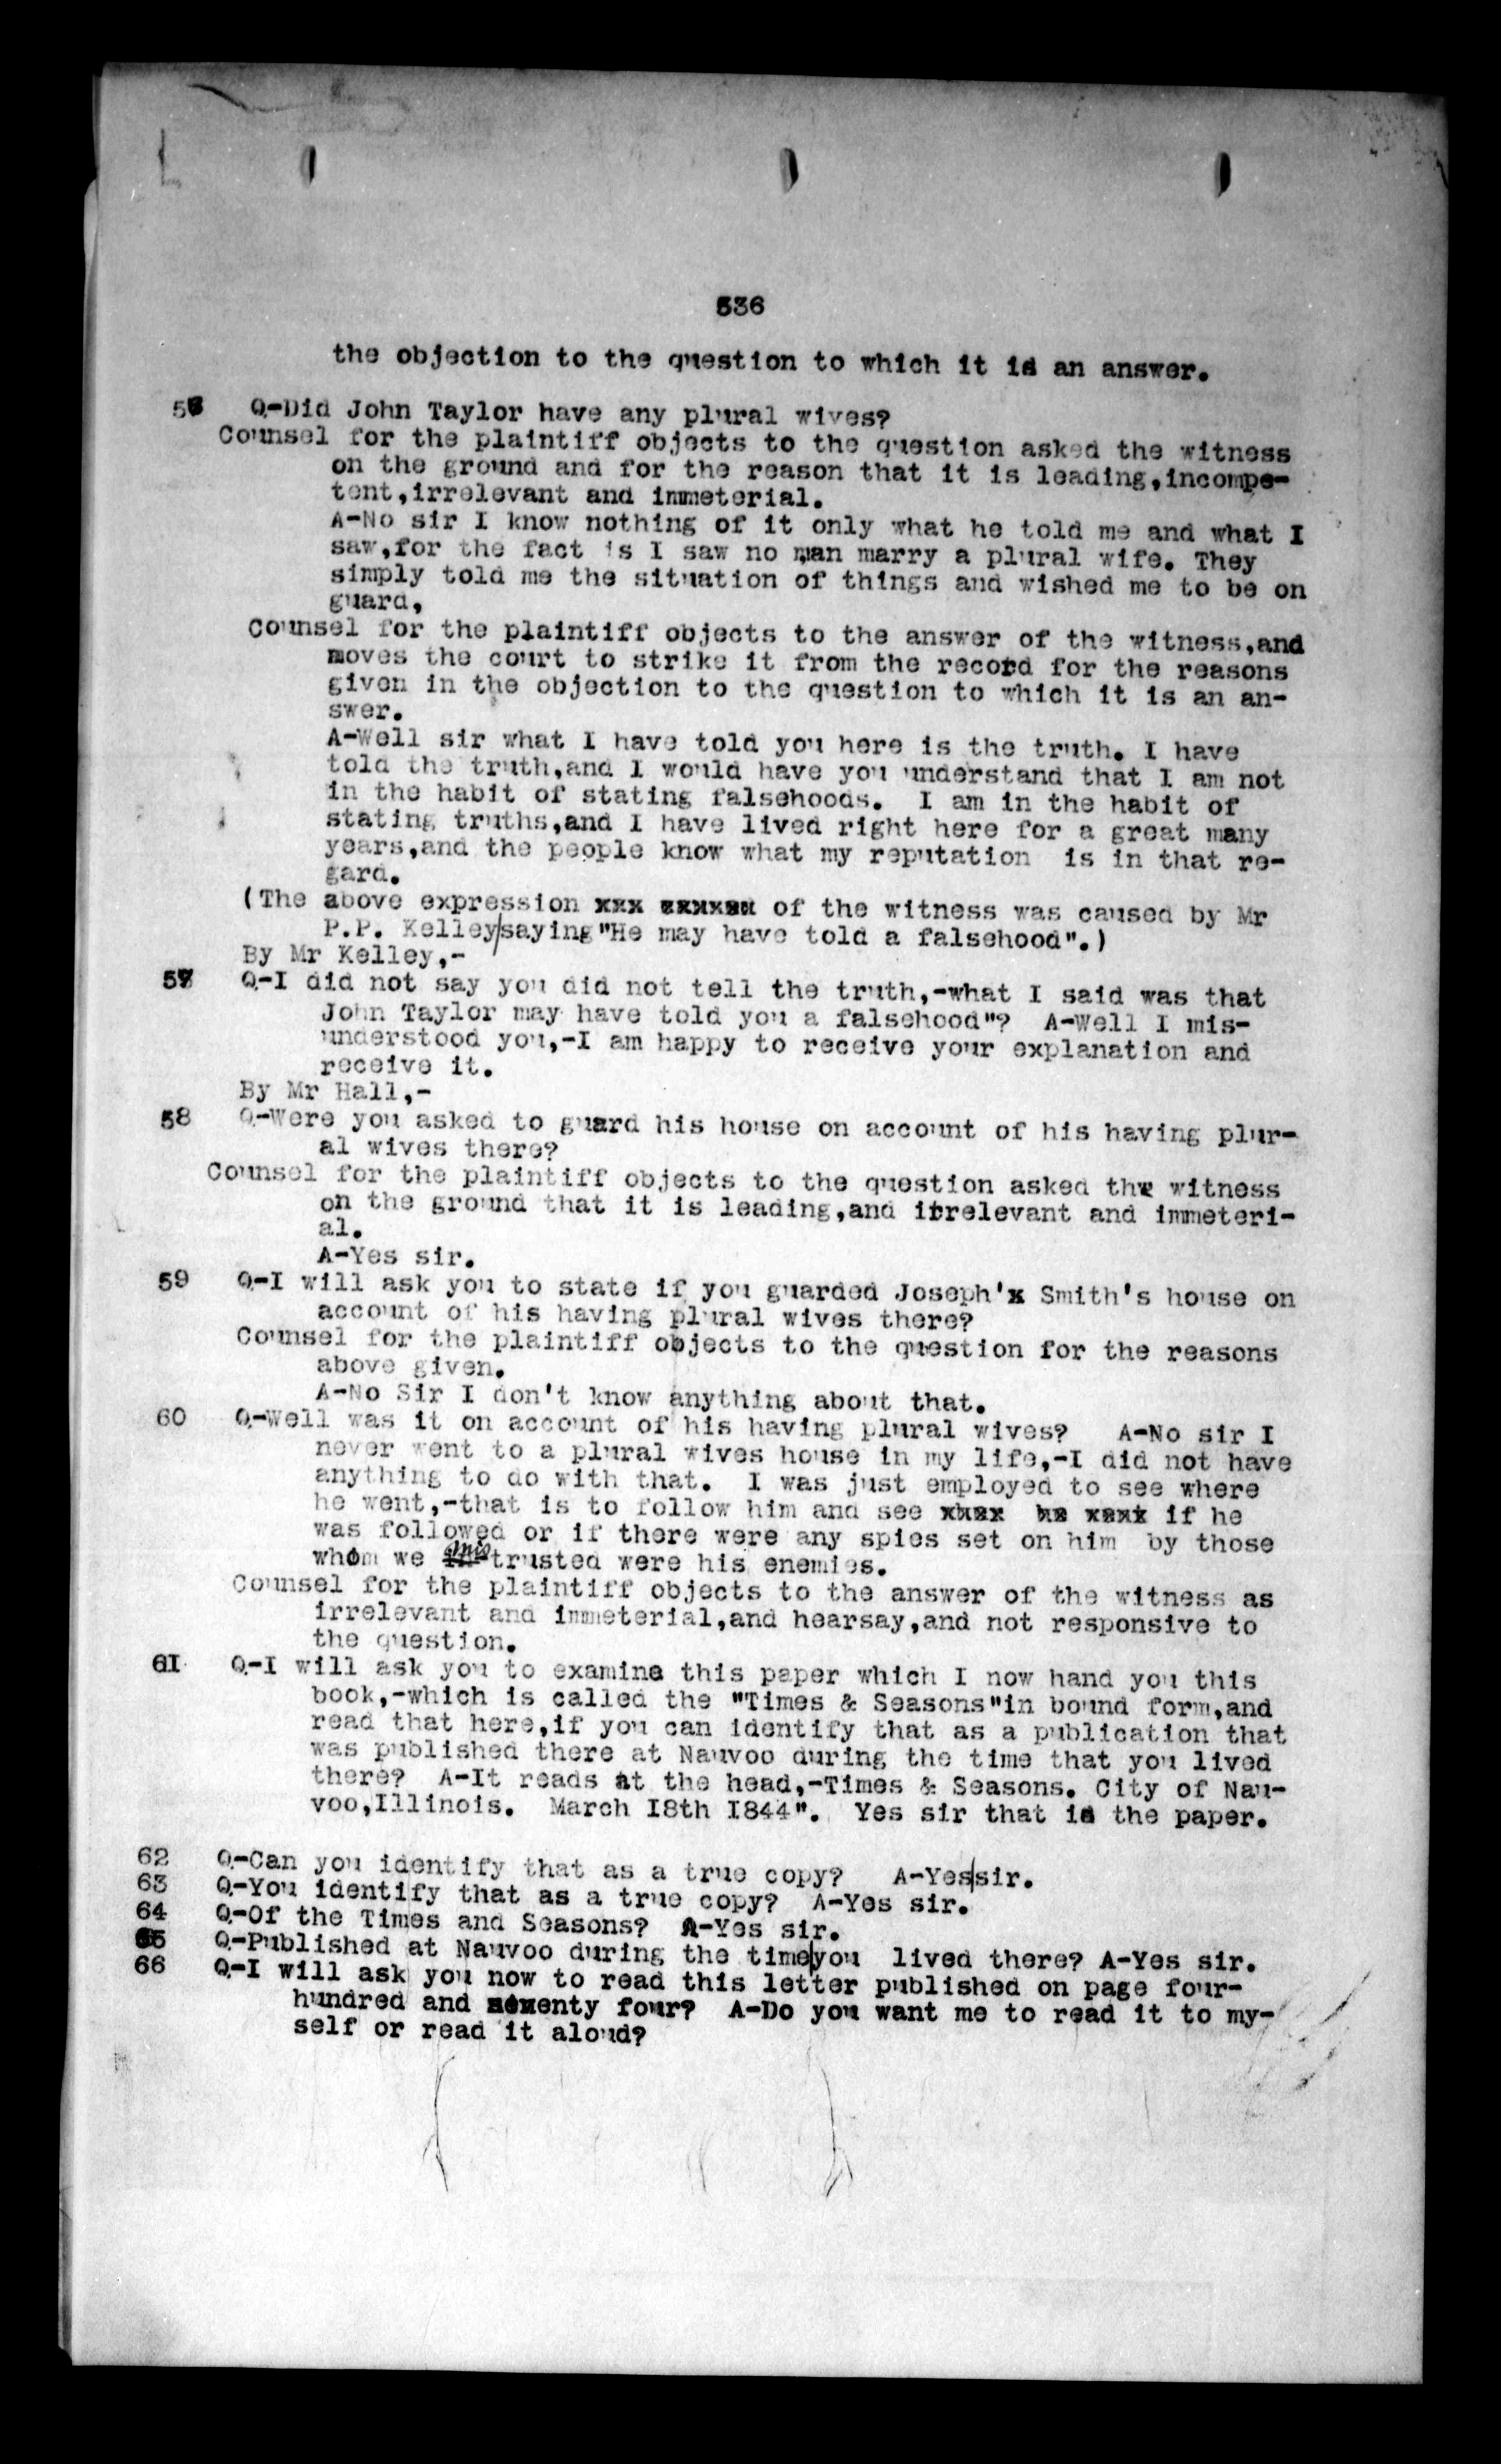 536
the objection to the question to which it is an answer.
56 Q-Did John Taylor have any plural wives?
Counsel for the plaintiff objects to the question asked the witness
on the ground and for the reason that it is leading,incompe-
tent,irrelevant and immeterial.
A-No sir I know nothing of it only what he told me and what I
saw,for the fact is I saw no man marry a plural wife. They
simply told me the situation of things and wished me to be on
guard,
Counsel for the plaintiff objects to the answer of the witness,and
moves the court to strike it from the record for the reasons
given in the objection to the question to which it is an an-
swer.
A-Well sir what I have told you here is the truth. I have
told the truth,and I would have you understand that I am not
in the habit of stating falsehoods. I am in the habit of
stating truths,and I have lived right here for a great many
years,and the people know what my reputation is in that re-
gard.
(The above expression xxx of the witness was caused by Mr
P.P. Kelley/saying"He may have told a falsehood".)
By Mr Kelley,-
57 Q-I did not say you did not tell the truth,-what I said was that
John Taylor may have told you a falsehood"? A-Well I mis-
understood you,-I am happy to receive your explanation and
receive it.
By Mr Hall,-
58 Q-Were you asked to guard his house on account of his having plur-
al wives there?
Counsel for the plaintiff objects to the question asked the witness
on the ground that it is leading,and irrelevant and immeteri-
al.
A-Yes sir.
59 Q-I will ask you to state if you guarded Joseph'x Smith's house on
account of his having plural wives there?
Counsel for the plaintiff objects to the question for the reasons
above given.
A-No Sir I don't know anything about that.
60 Q-Well was it on account of his having plural wives? A-No sir I
never went to a plural wives house in my life,-I did not have
anything to do with that. I was just employed to see where
he went,-that is to follow him and see if he
was followed or if there were any spies set on him by those
whom we mistrusted were his enemies.
Counsel for the plaintiff objects to the answer of the witness as
irrelevant and immeterial,and hearsay,and not responsive to
the question.
61 Q-I will ask you to examine this paper which I now hand you this
book,-which is called the "Times & Seasons"in bound form,and
read that here,if you can identify that as a publication that
was published there at Nauvoo during the time that you lived
there? A-It reads at the head,-Times & Seasons. City of Nau-
voo,Illinois. March I8th I844". Yes sir that is the paper.
62 Q-Can you identify that as a true copy? A-Yes/sir.
63 Q-You identify that as a true copy? A-Yes sir.
64 Q-Of the Times and Seasons? A-Yes sir.
65 Q-Published at Nauvoo during the time/you lived there? A-Yes sir.
66 Q-I will ask you now to read this letter published on page four-
hundred and seventy four? A-Do you want me to read it to my-
self or read it aloud?